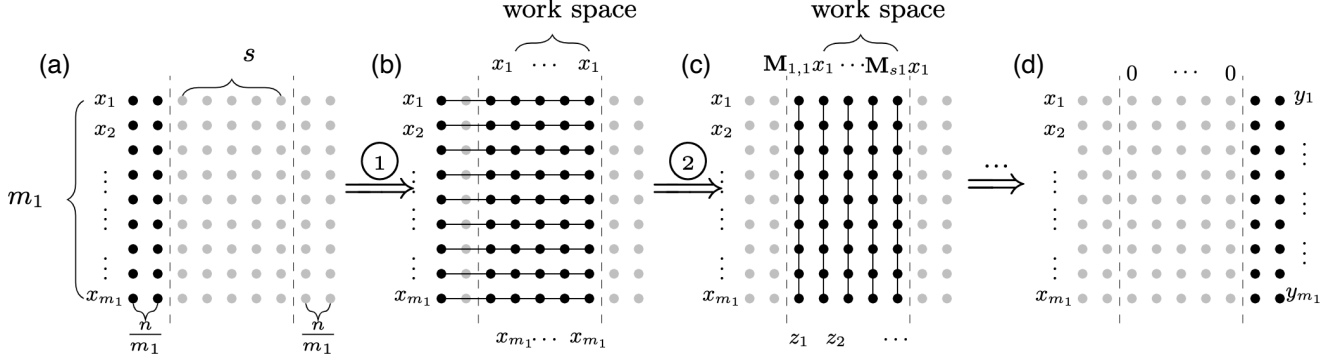 work space
work space
(a)
s
(b)
x₁ ⋯ x₁
(c)
M₁,₁x₁ ⋯ Mₛ₁x₁
(d)
0 ⋯ 0
x₁
x₁
x₁
x₁
y₁
x₂
x₂
x₂
x₂
1
2
⋯
m₁
⋮
⋮
⋮
⋮
⋮
⋮
⋮
⋮
⋮
⋮
⋮
⋮
⋮
⋮
xₘ₁
xₘ₁
xₘ₁
xₘ₁
yₘ₁
n/m₁
n/m₁
xₘ₁ ⋯ xₘ₁
z₁ z₂ ⋯